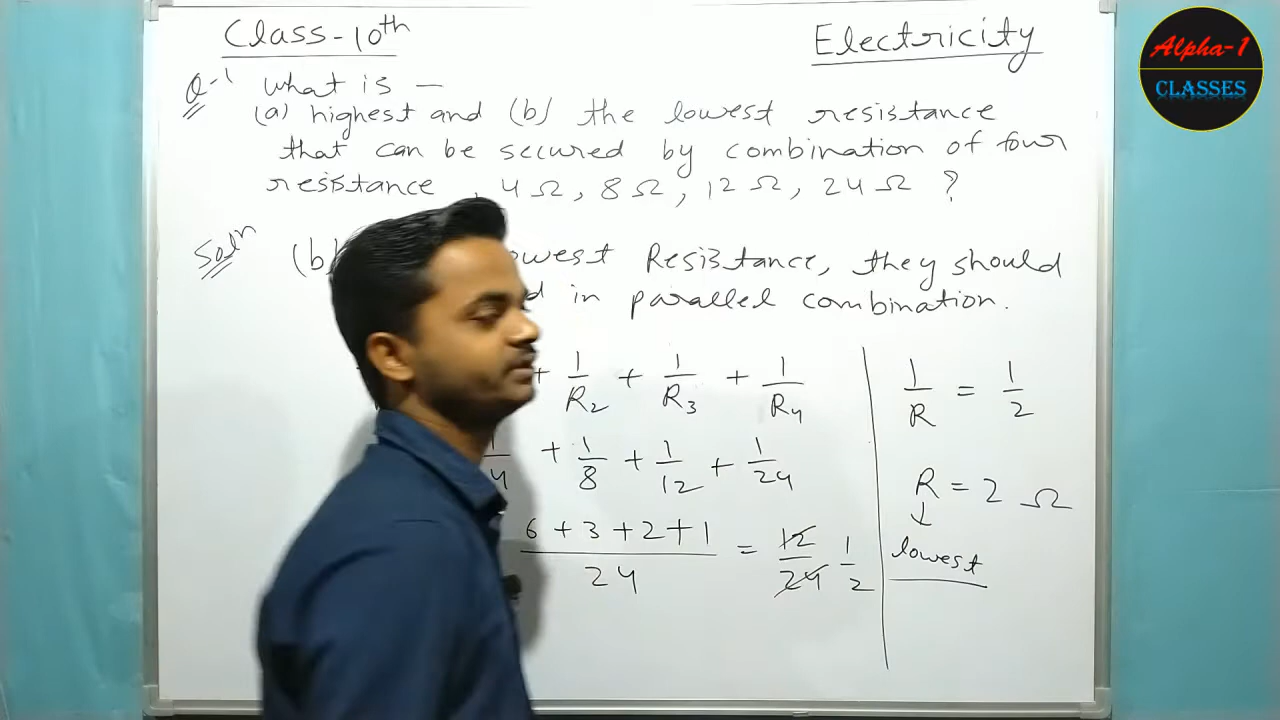 Class-10th
Electricity
Alpha-1
CLASSES
Q-1 What is —
(a) highest and (b) the lowest resistance
that can be secured by combination of four
resistance , 4 Ω, 8 Ω, 12 Ω, 24 Ω ?
Soln (b) owest Resistance, they should
d in parallel combination.
+ 1/R2 + 1/R3 + 1/R4
1/4 + 1/8 + 1/12 + 1/24
6 + 3 + 2 + 1 / 24 = 12/24 1/2
1/R = 1/2
R = 2 Ω
↓
lowest